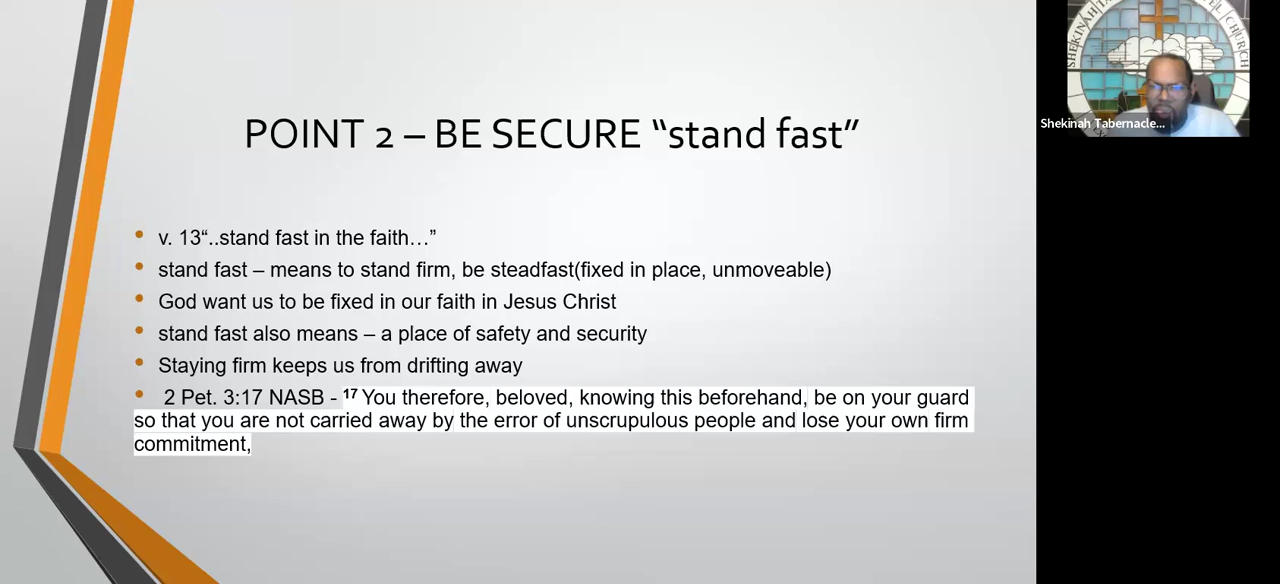 POINT 2 – BE SECURE “stand fast”
v. 13“..stand fast in the faith…”
stand fast – means to stand firm, be steadfast(fixed in place, unmoveable)
God want us to be fixed in our faith in Jesus Christ
stand fast also means – a place of safety and security
Staying firm keeps us from drifting away
2 Pet. 3:17 NASB - ¹⁷ You therefore, beloved, knowing this beforehand, be on your guard
so that you are not carried away by the error of unscrupulous people and lose your own firm
commitment,
SHEKINAH
CHURCH
Shekinah Tabernacle...